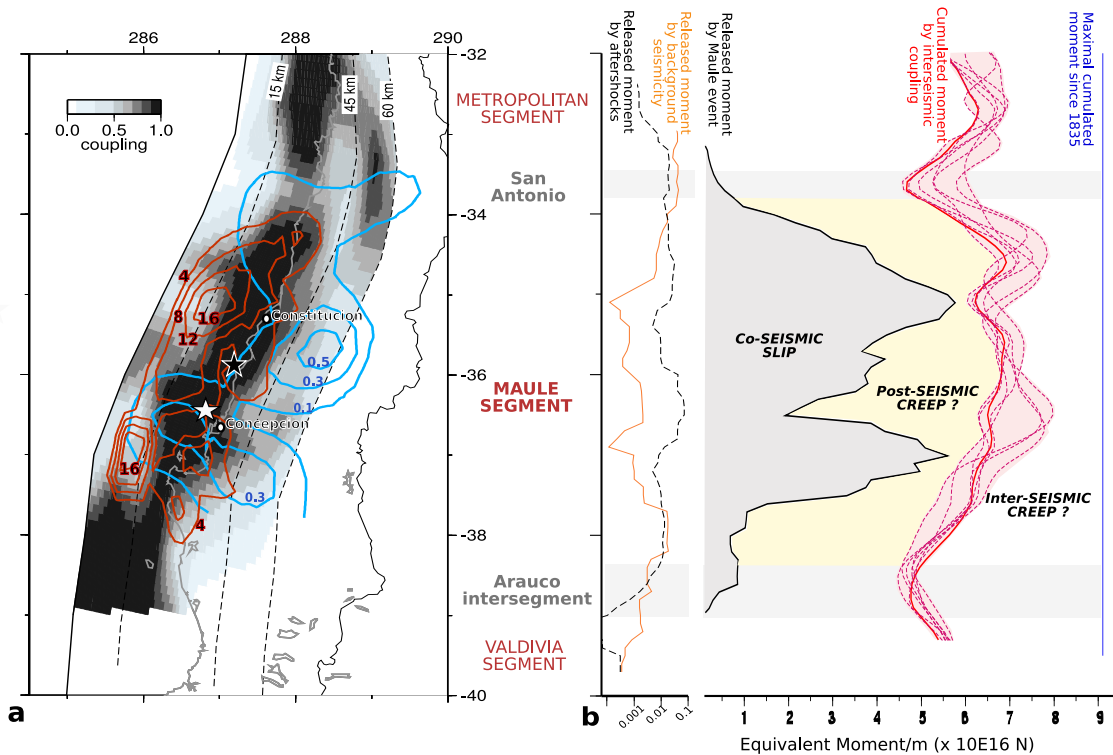 286
288
290
-32
-34
-36
-38
-40
0.0
0.5
1.0
coupling
15 km
45 km
60 km
4
8
12
16
Constitucion
0.5
0.3
0.1
Concepcion
16
0.3
4
a
METROPOLITAN
SEGMENT
San
Antonio
MAULE
SEGMENT
Arauco
intersegment
VALDIVIA
SEGMENT
Released moment
by aftershocks
Released moment
by background
seismicity
Released moment
by Maule event
Cumulated moment
by interseismic
coupling
Maximal cumulated
moment since 1835
Co-SEISMIC
SLIP
Post-SEISMIC
CREEP ?
Inter-SEISMIC
CREEP ?
b
0.001
0.01
0.1
1
2
3
4
5
6
7
8
9
Equivalent Moment/m (x 10E16 N)